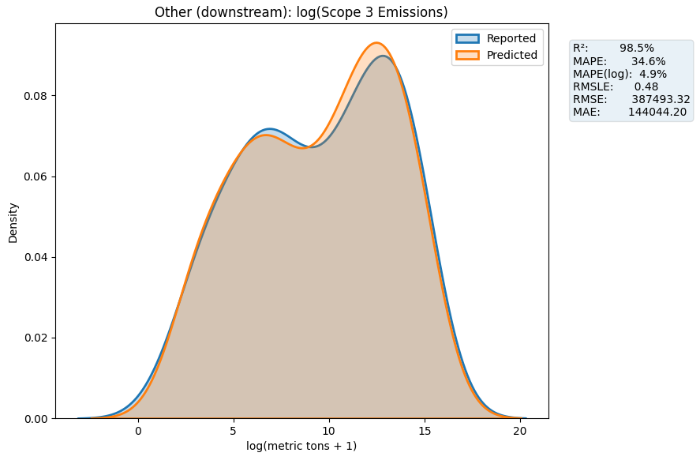 Other (downstream): log(Scope 3 Emissions)
Reported
Predicted
R²: 98.5%
MAPE: 34.6%
MAPE(log): 4.9%
RMSLE: 0.48
RMSE: 387493.32
MAE: 144044.20
Density
0.08
0.06
0.04
0.02
0.00
0 5 10 15 20
log(metric tons + 1)